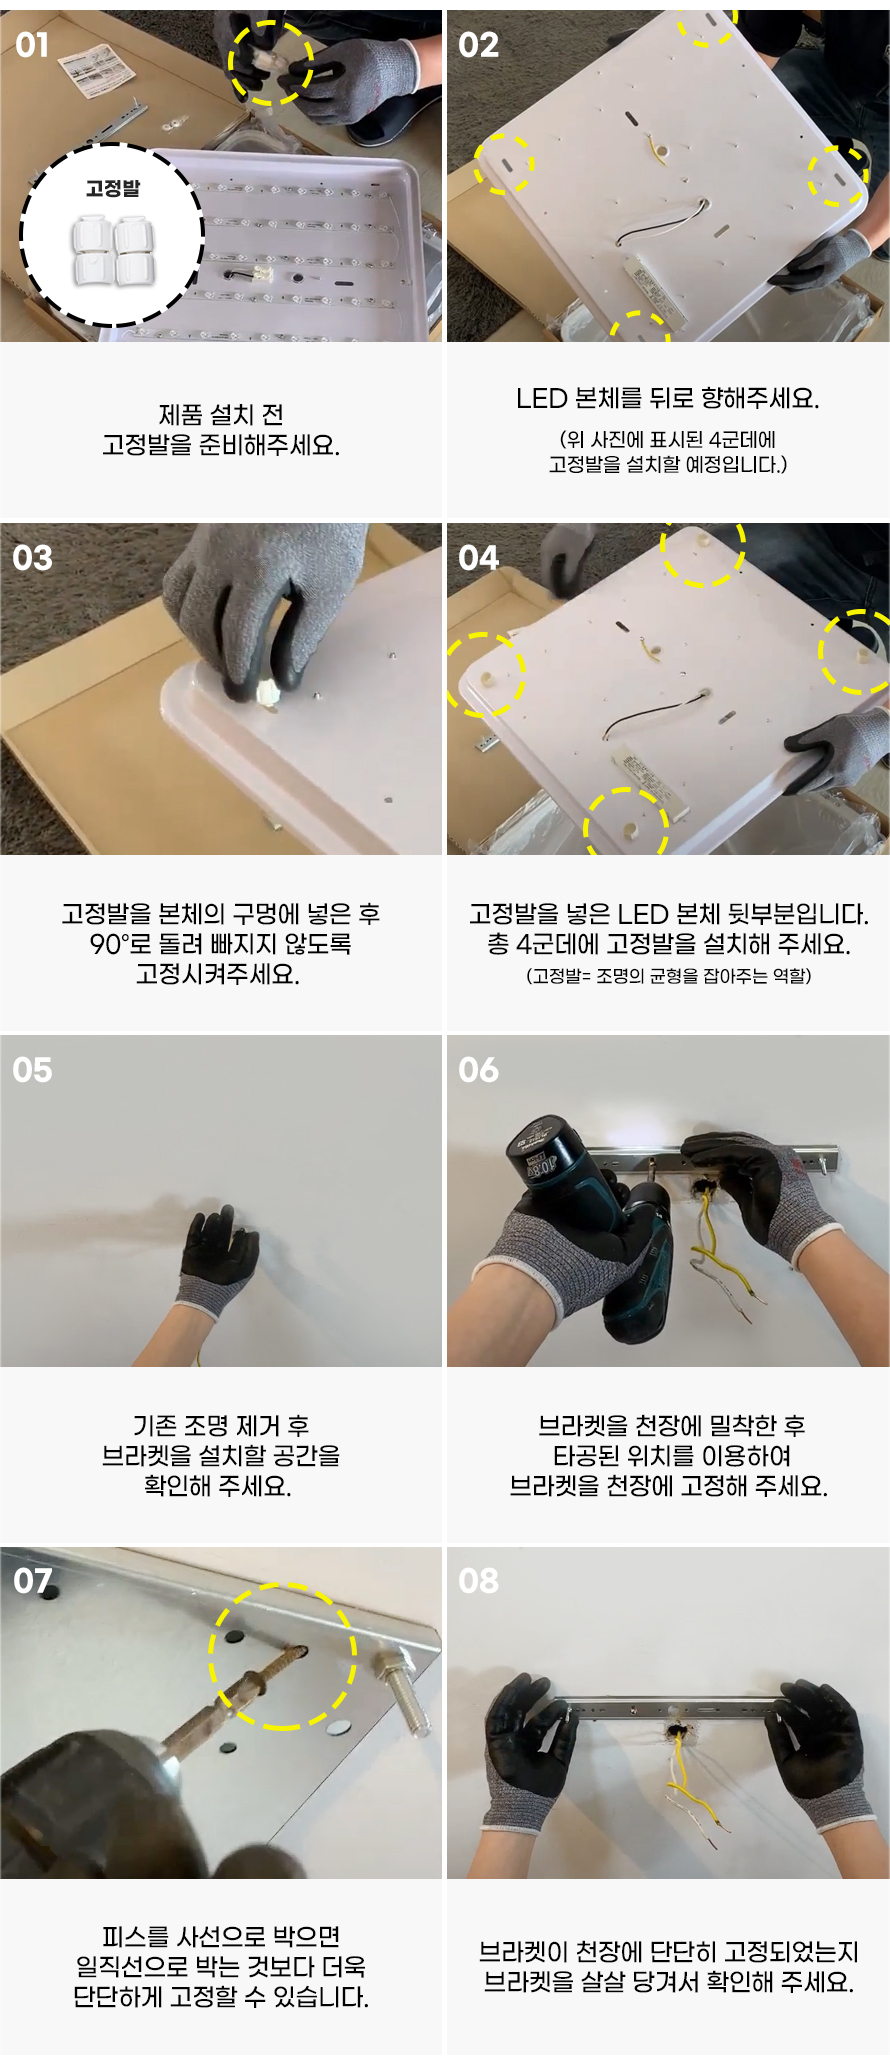 01
고정발
제품 설치 전
고정발을 준비해주세요.
02
LED 본체를 뒤로 향해주세요.
(위 사진에 표시된 4군데에
고정발을 설치할 예정입니다.)
03
고정발을 본체의 구멍에 넣은 후
90°로 돌려 빠지지 않도록
고정시켜주세요.
04
고정발을 넣은 LED 본체 뒷부분입니다.
총 4군데에 고정발을 설치해 주세요.
(고정발= 조명의 균형을 잡아주는 역할)
05
기존 조명 제거 후
브라켓을 설치할 공간을
확인해 주세요.
06
10.8
브라켓을 천장에 밀착한 후
타공된 위치를 이용하여
브라켓을 천장에 고정해 주세요.
07
피스를 사선으로 박으면
일직선으로 박는 것보다 더욱
단단하게 고정할 수 있습니다.
08
브라켓이 천장에 단단히 고정되었는지
브라켓을 살살 당겨서 확인해 주세요.